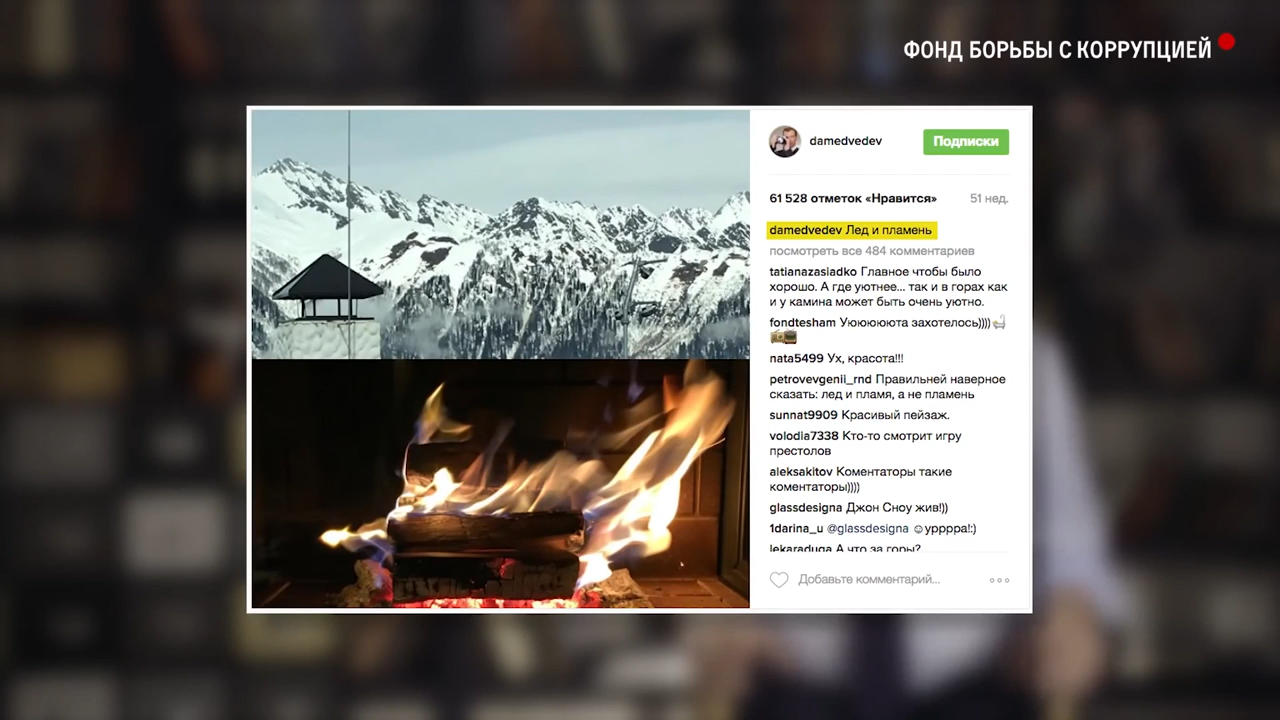 ФОНД БОРЬБЫ С КОРРУПЦИЕЙ
damedvedev
Подписки
61 528 отметок «Нравится»
51 нед.
damedvedev Лед и пламень
посмотреть все 484 комментариев
tatianazasiadko Главное чтобы было
хорошо. А где уютнее... так и в горах как
и у камина может быть очень уютно.
fondtesham Уюююююта захотелось))))
nata5499 Ух, красота!!!
petrovevgenii_rnd Правильней наверное
сказать: лед и пламя, а не пламень
sunnat9909 Красивый пейзаж.
volodia7338 Кто-то смотрит игру
престолов
aleksakitov Коментаторы такие
коментаторы))))
glassdesigna Джон Сноу жив!))
1darina_u @glassdesigna ☺урррра!:)
lekaraduga А что за горы?
Добавьте комментарий...